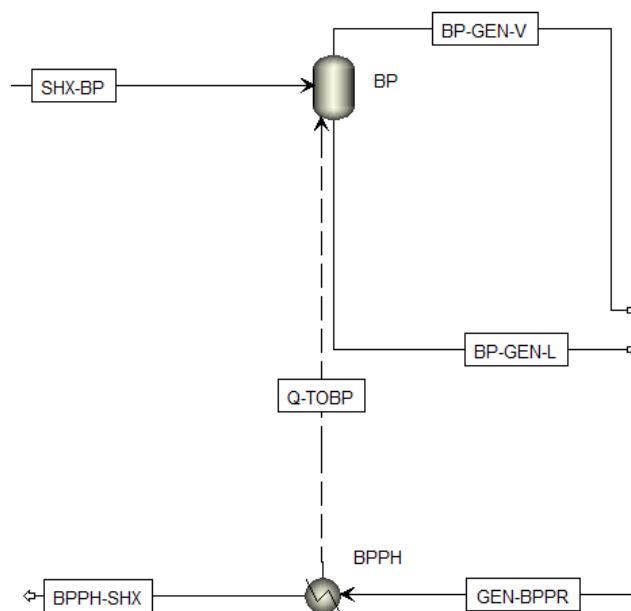 BP-GEN-V
SHX-BP
BP
BP-GEN-L
Q-TOBP
BPPH
BPPH-SHX
GEN-BPPR